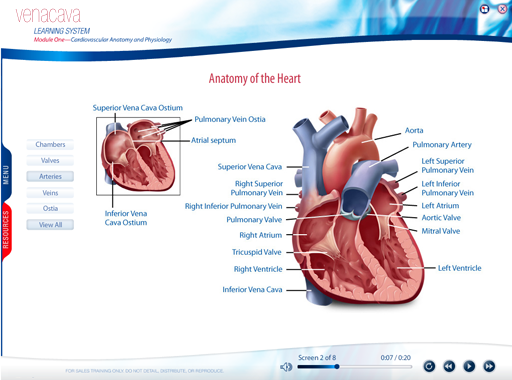 venacava
LEARNING SYSTEM
Module One—Cardiovascular Anatomy and Physiology
Anatomy of the Heart
MENU
RESOURCES
Chambers
Valves
Arteries
Veins
Ostia
View All
Superior Vena Cava Ostium
Pulmonary Vein Ostia
Atrial septum
Inferior Vena
Cava Ostium
Superior Vena Cava
Right Superior
Pulmonary Vein
Right Inferior Pulmonary Vein
Pulmonary Valve
Right Atrium
Tricuspid Valve
Right Ventricle
Inferior Vena Cava
Aorta
Pulmonary Artery
Left Superior
Pulmonary Vein
Left Inferior
Pulmonary Vein
Left Atrium
Aortic Valve
Mitral Valve
Left Ventricle
FOR SALES TRAINING ONLY. DO NOT DETAIL, DISTRIBUTE, OR REPRODUCE.
Screen 2 of 8
0:07 / 0:20